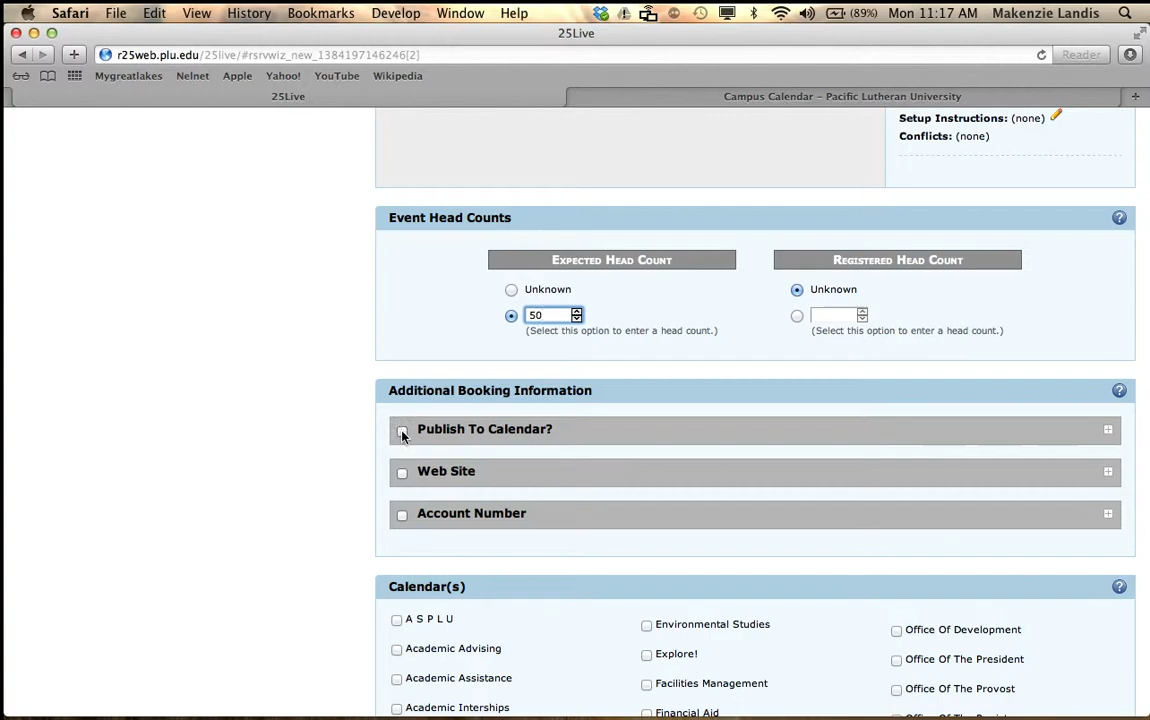 Safari File Edit View History Bookmarks Develop Window Help (89%) Mon 11:17 AM Makenzie Landis
25Live
r25web.plu.edu/25live/#rsrvwiz_new_1384197146246[2] Reader
Mygreatlakes Nelnet Apple Yahoo! YouTube Wikipedia
25Live Campus Calendar – Pacific Lutheran University
Setup Instructions: (none)
Conflicts: (none)
Event Head Counts
Expected Head Count Registered Head Count
Unknown Unknown
50
(Select this option to enter a head count.) (Select this option to enter a head count.)
Additional Booking Information
Publish To Calendar?
Web Site
Account Number
Calendar(s)
A S P L U Environmental Studies Office Of Development
Academic Advising Explore! Office Of The President
Academic Assistance Facilities Management Office Of The Provost
Academic Interships Financial Aid